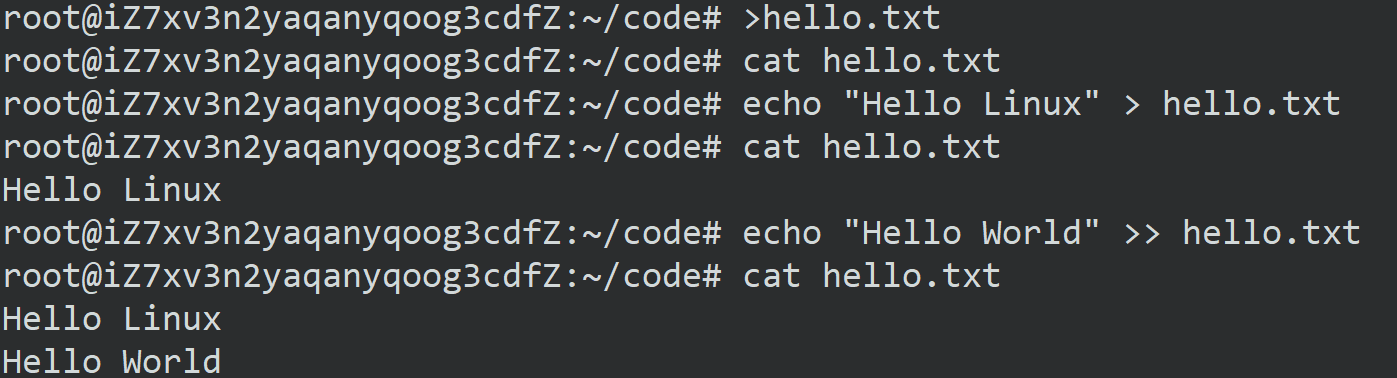 root@iZ7xv3n2yaqanyqoog3cdfZ:~/code# >hello.txt
root@iZ7xv3n2yaqanyqoog3cdfZ:~/code# cat hello.txt
root@iZ7xv3n2yaqanyqoog3cdfZ:~/code# echo "Hello Linux" > hello.txt
root@iZ7xv3n2yaqanyqoog3cdfZ:~/code# cat hello.txt
Hello Linux
root@iZ7xv3n2yaqanyqoog3cdfZ:~/code# echo "Hello World" >> hello.txt
root@iZ7xv3n2yaqanyqoog3cdfZ:~/code# cat hello.txt
Hello Linux
Hello World